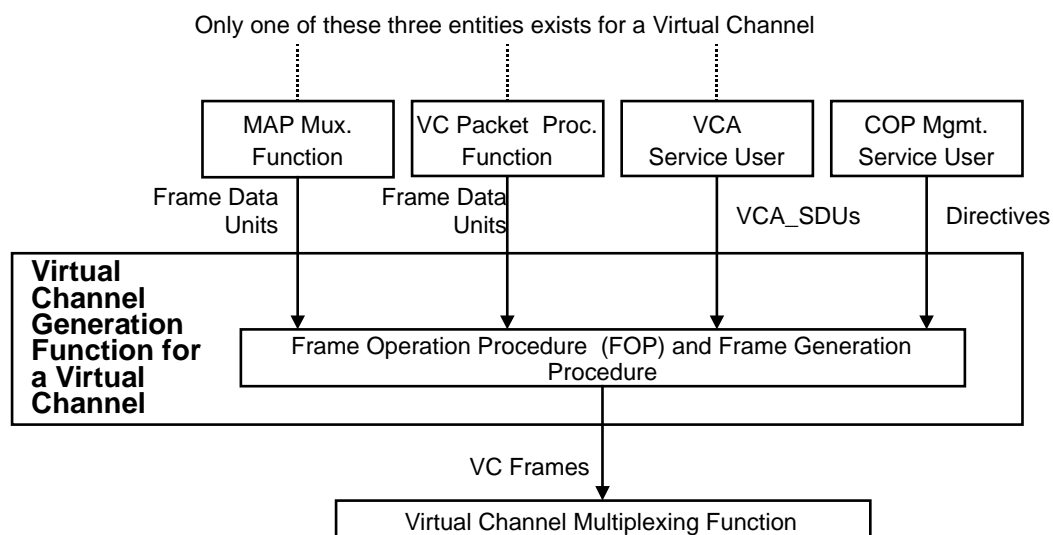 Only one of these three entities exists for a Virtual Channel
MAP Mux.
Function
VC Packet Proc.
Function
VCA
Service User
COP Mgmt.
Service User
Frame Data
Units
Frame Data
Units
VCA_SDUs
Directives
Virtual
Channel
Generation
Function for
a Virtual
Channel
Frame Operation Procedure (FOP) and Frame Generation
Procedure
VC Frames
Virtual Channel Multiplexing Function